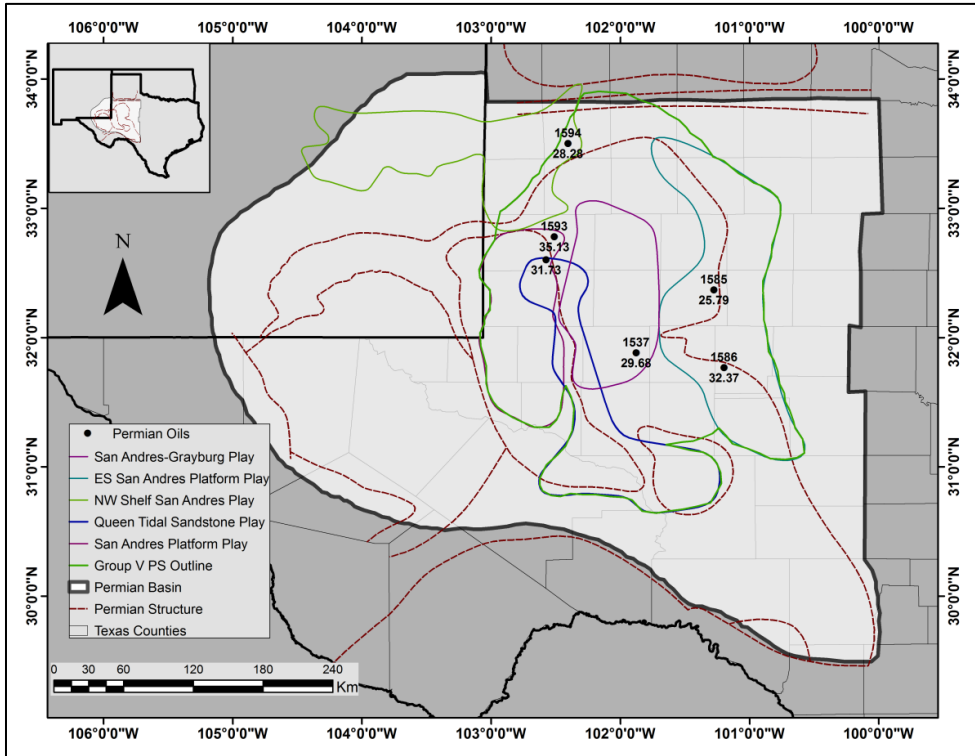 106°0'0"W 105°0'0"W 104°0'0"W 103°0'0"W 102°0'0"W 101°0'0"W 100°0'0"W
34°0'0"N 34°0'0"N
1594
28.28
33°0'0"N 33°0'0"N
1593
35.13
31.73
N
1585
25.79
32°0'0"N 32°0'0"N
1537
29.68
1586
32.37
31°0'0"N 31°0'0"N
30°0'0"N 30°0'0"N
Permian Oils
San Andres-Grayburg Play
ES San Andres Platform Play
NW Shelf San Andres Play
Queen Tidal Sandstone Play
San Andres Platform Play
Group V PS Outline
Permian Basin
Permian Structure
Texas Counties
0 30 60 120 180 240
Km
106°0'0"W 105°0'0"W 104°0'0"W 103°0'0"W 102°0'0"W 101°0'0"W 100°0'0"W